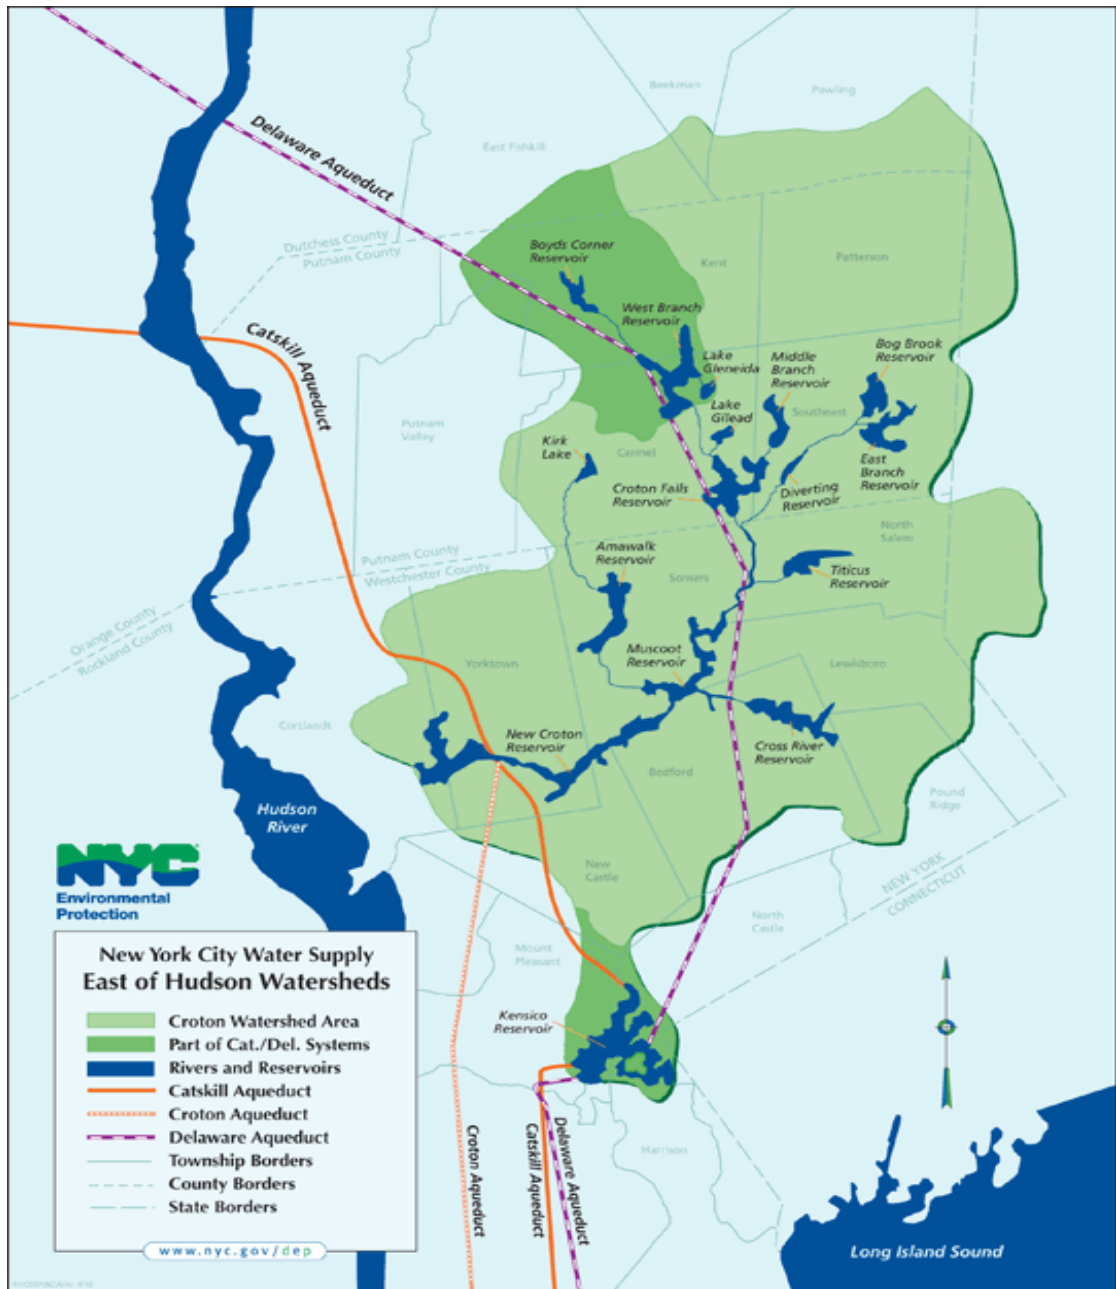 Beekman
Pawling
East Fishkill
Delaware Aqueduct
Dutchess County
Putnam County
Boyds Corner
Reservoir
Kent
Patterson
West Branch
Reservoir
Catskill Aqueduct
Lake
Gleneida
Middle
Branch
Reservoir
Bog Brook
Reservoir
Putnam
Valley
Lake
Gilead
Southeast
Kirk
Lake
Carmel
East
Branch
Reservoir
Croton Falls
Reservoir
Diverting
Reservoir
North
Salem
Putnam County
Westchester County
Amawalk
Reservoir
Somers
Titicus
Reservoir
Orange County
Rockland County
Yorktown
Muscoot
Reservoir
Lewisboro
Cortlandt
New Croton
Reservoir
Cross River
Reservoir
Bedford
Pound
Ridge
Hudson
River
NEW YORK
CONNECTICUT
New
Castle
North
Castle
Mount
Pleasant
Kensico
Reservoir
Harrison
Croton Aqueduct
Catskill Aqueduct
Delaware Aqueduct
Long Island Sound
NYC
Environmental
Protection
New York City Water Supply
East of Hudson Watersheds
Croton Watershed Area
Part of Cat./Del. Systems
Rivers and Reservoirs
Catskill Aqueduct
Croton Aqueduct
Delaware Aqueduct
Township Borders
County Borders
State Borders
www.nyc.gov/dep